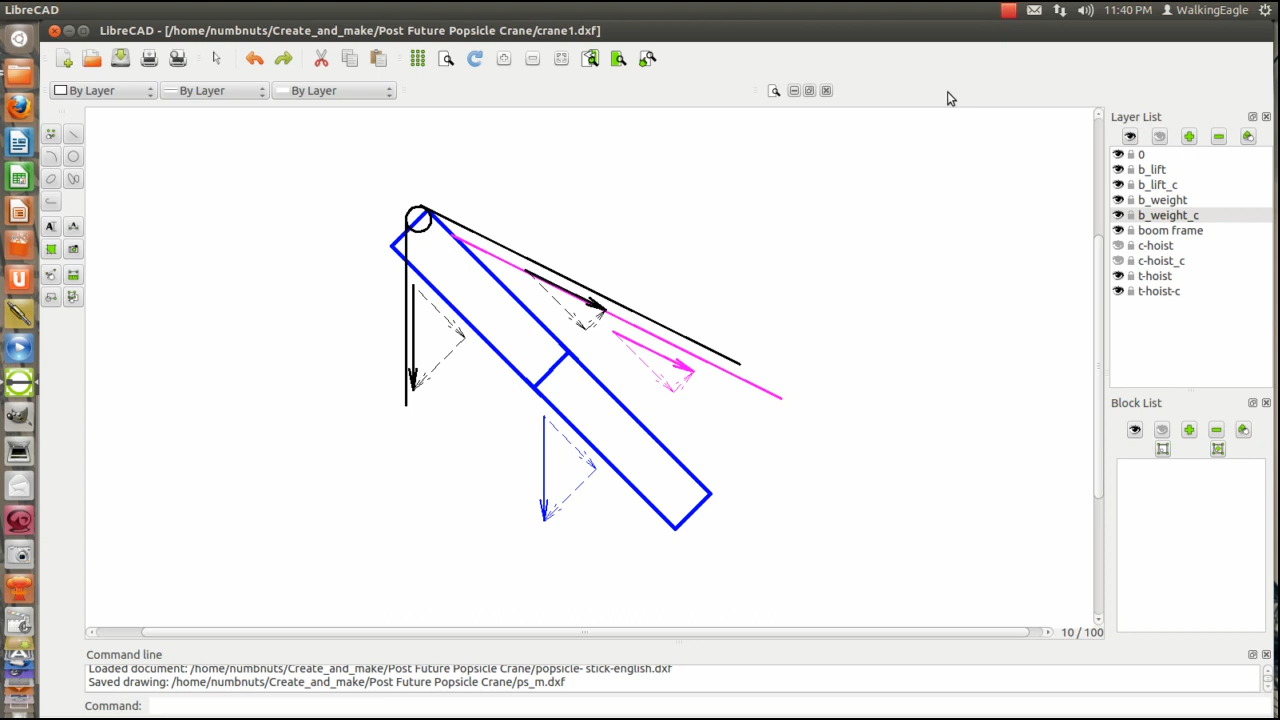 LibreCAD
11:40 PM
WalkingEagle
LibreCAD - [/home/numbnuts/Create_and_make/Post Future Popsicle Crane/crane1.dxf]
By Layer
By Layer
By Layer
Layer List
0
b_lift
b_lift_c
b_weight
b_weight_c
boom frame
c-hoist
c-hoist_c
t-hoist
t-hoist-c
Block List
10 / 100
Command line
Loaded document: /home/numbnuts/Create_and_make/Post Future Popsicle Crane/popsicle- stick-english.dxf
Saved drawing: /home/numbnuts/Create_and_make/Post Future Popsicle Crane/ps_m.dxf
Command: